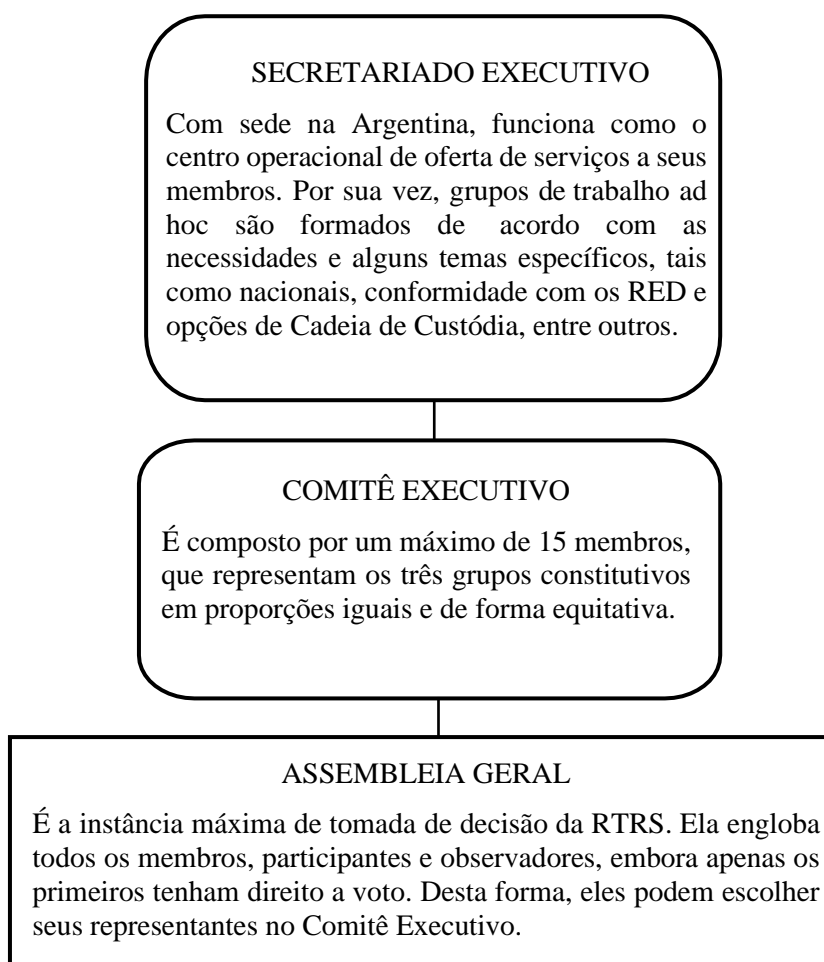 SECRETARIADO EXECUTIVO
Com sede na Argentina, funciona como o
centro operacional de oferta de serviços a seus
membros. Por sua vez, grupos de trabalho ad
hoc são formados de acordo com as
necessidades e alguns temas específicos, tais
como nacionais, conformidade com os RED e
opções de Cadeia de Custódia, entre outros.
COMITÊ EXECUTIVO
É composto por um máximo de 15 membros,
que representam os três grupos constitutivos
em proporções iguais e de forma equitativa.
ASSEMBLEIA GERAL
É a instância máxima de tomada de decisão da RTRS. Ela engloba
todos os membros, participantes e observadores, embora apenas os
primeiros tenham direito a voto. Desta forma, eles podem escolher
seus representantes no Comitê Executivo.